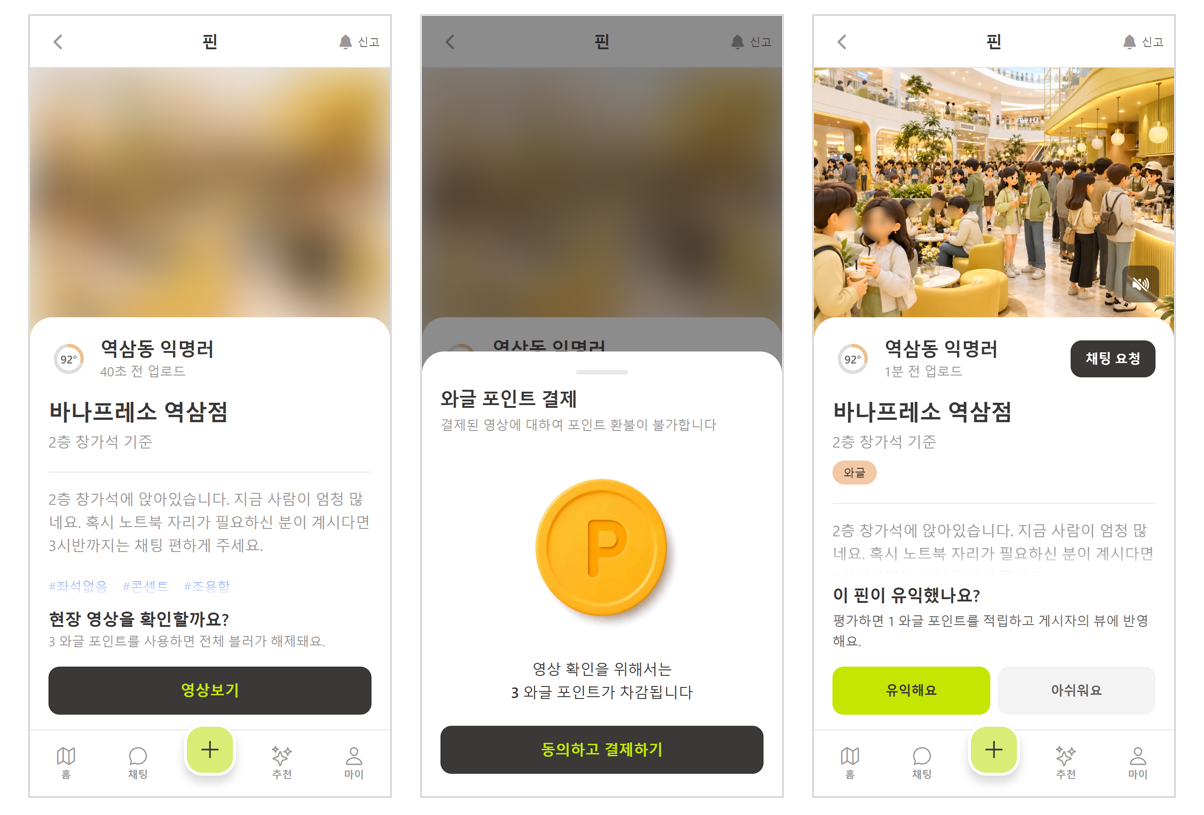 핀
신고
92°
역삼동 익명러
40초 전 업로드
바나프레소 역삼점
2층 창가석 기준
2층 창가석에 앉아있습니다. 지금 사람이 엄청 많
네요. 혹시 노트북 자리가 필요하신 분이 계시다면
3시반까지는 채팅 편하게 주세요.
#좌석없음 #콘센트 #조용함
현장 영상을 확인할까요?
3 와글 포인트를 사용하면 전체 블러가 해제돼요.
영상보기
홈
채팅
추천
마이
핀
신고
역삼동 익명러
와글 포인트 결제
결제된 영상에 대하여 포인트 환불이 불가합니다
P
영상 확인을 위해서는
3 와글 포인트가 차감됩니다
동의하고 결제하기
핀
신고
92°
역삼동 익명러
1분 전 업로드
채팅 요청
바나프레소 역삼점
2층 창가석 기준
와글
2층 창가석에 앉아있습니다. 지금 사람이 엄청 많
네요. 혹시 노트북 자리가 필요하신 분이 계시다면
이 핀이 유익했나요?
평가하면 1 와글 포인트를 적립하고 게시자의 뷰에 반영
해요.
유익해요
아쉬워요
홈
채팅
추천
마이